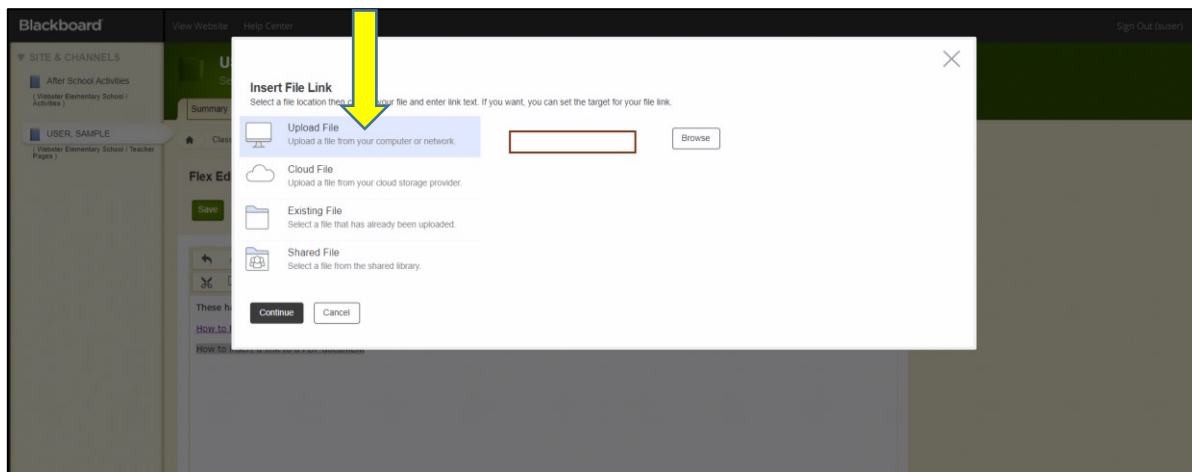 Blackboard
View Website Help Center
Sign Out (suser)
SITE & CHANNELS
After School Activities
( Webster Elementary School / Activities )
USER, SAMPLE
( Webster Elementary School / Teacher Pages )
Summary
Flex Ed
Save
These
How to
How to insert a link to a PDF document
Insert File Link
Select a file location then your file and enter link text. If you want, you can set the target for your file link.
Upload File
Upload a file from your computer or network.
Browse
Cloud File
Upload a file from your cloud storage provider.
Existing File
Select a file that has already been uploaded.
Shared File
Select a file from the shared library.
Continue
Cancel